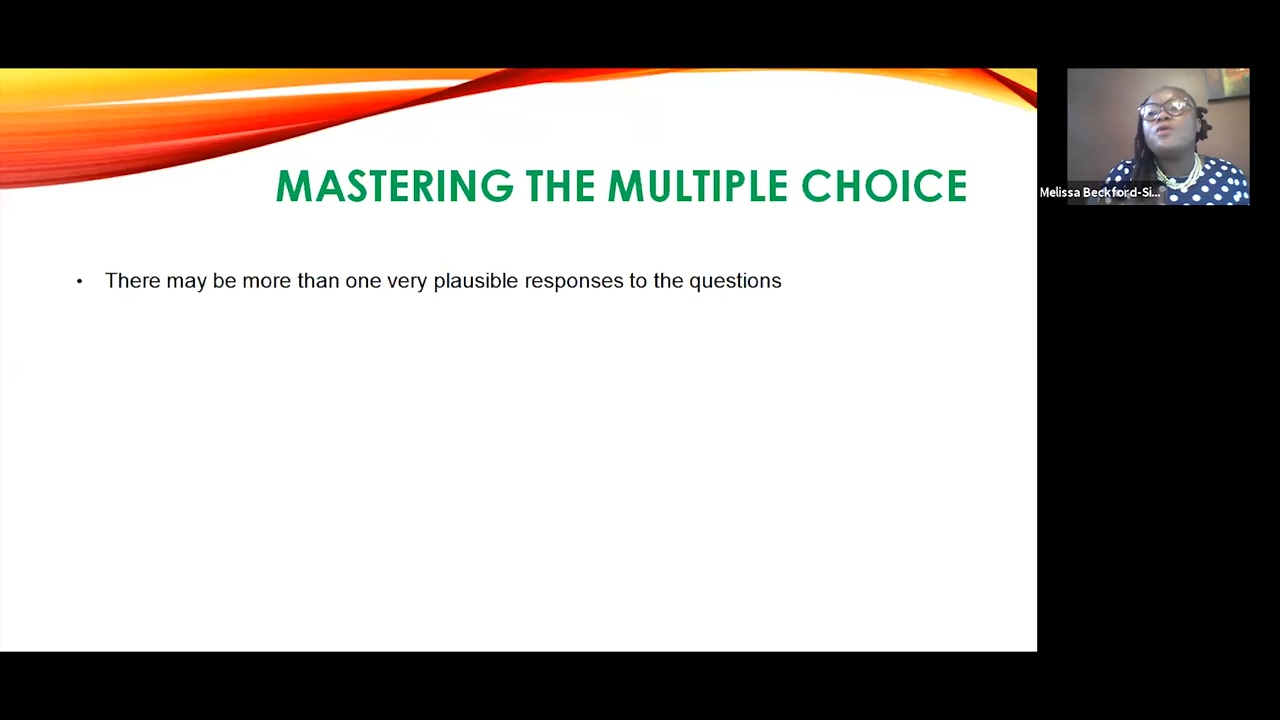 MASTERING THE MULTIPLE CHOICE
• There may be more than one very plausible responses to the questions
Melissa Beckford-Si...